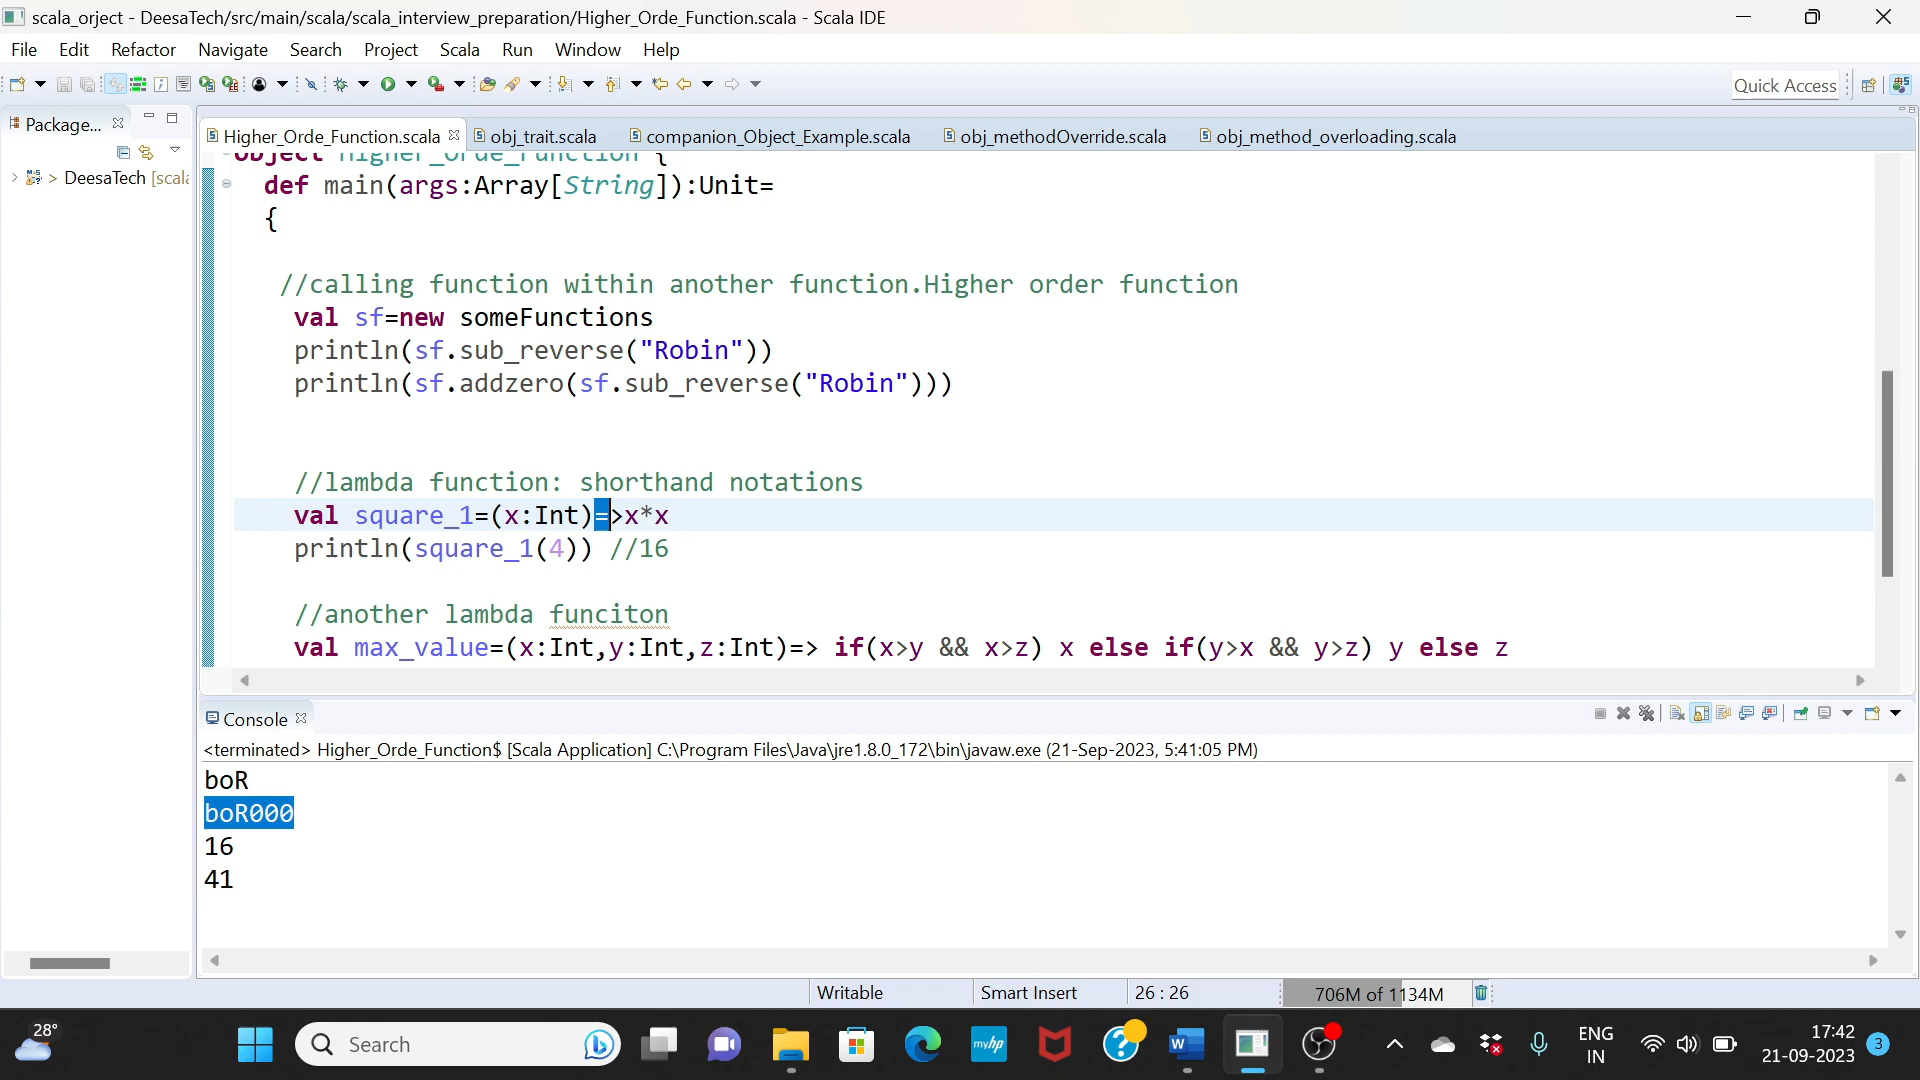 scala_orject - DeesaTech/src/main/scala/scala_interview_preparation/Higher_Orde_Function.scala - Scala IDE
File Edit Refactor Navigate Search Project Scala Run Window Help
Quick Access
Package...
Higher_Orde_Function.scala obj_trait.scala companion_Object_Example.scala obj_methodOverride.scala obj_method_overloading.scala
> DeesaTech [scala
object Higher_Orde_Function {
def main(args:Array[String]):Unit=
{
//calling function within another function.Higher order function
val sf=new someFunctions
println(sf.sub_reverse("Robin"))
println(sf.addzero(sf.sub_reverse("Robin")))
//lambda function: shorthand notations
val square_1=(x:Int)=>x*x
println(square_1(4)) //16
//another lambda funciton
val max_value=(x:Int,y:Int,z:Int)=> if(x>y && x>z) x else if(y>x && y>z) y else z
Console
<terminated> Higher_Orde_Function$ [Scala Application] C:\Program Files\Java\jre1.8.0_172\bin\javaw.exe (21-Sep-2023, 5:41:05 PM)
boR
boR000
16
41
Writable Smart Insert 26 : 26 706M of 1134M
28° Search myhp ENG 17:42
IN 21-09-2023 3